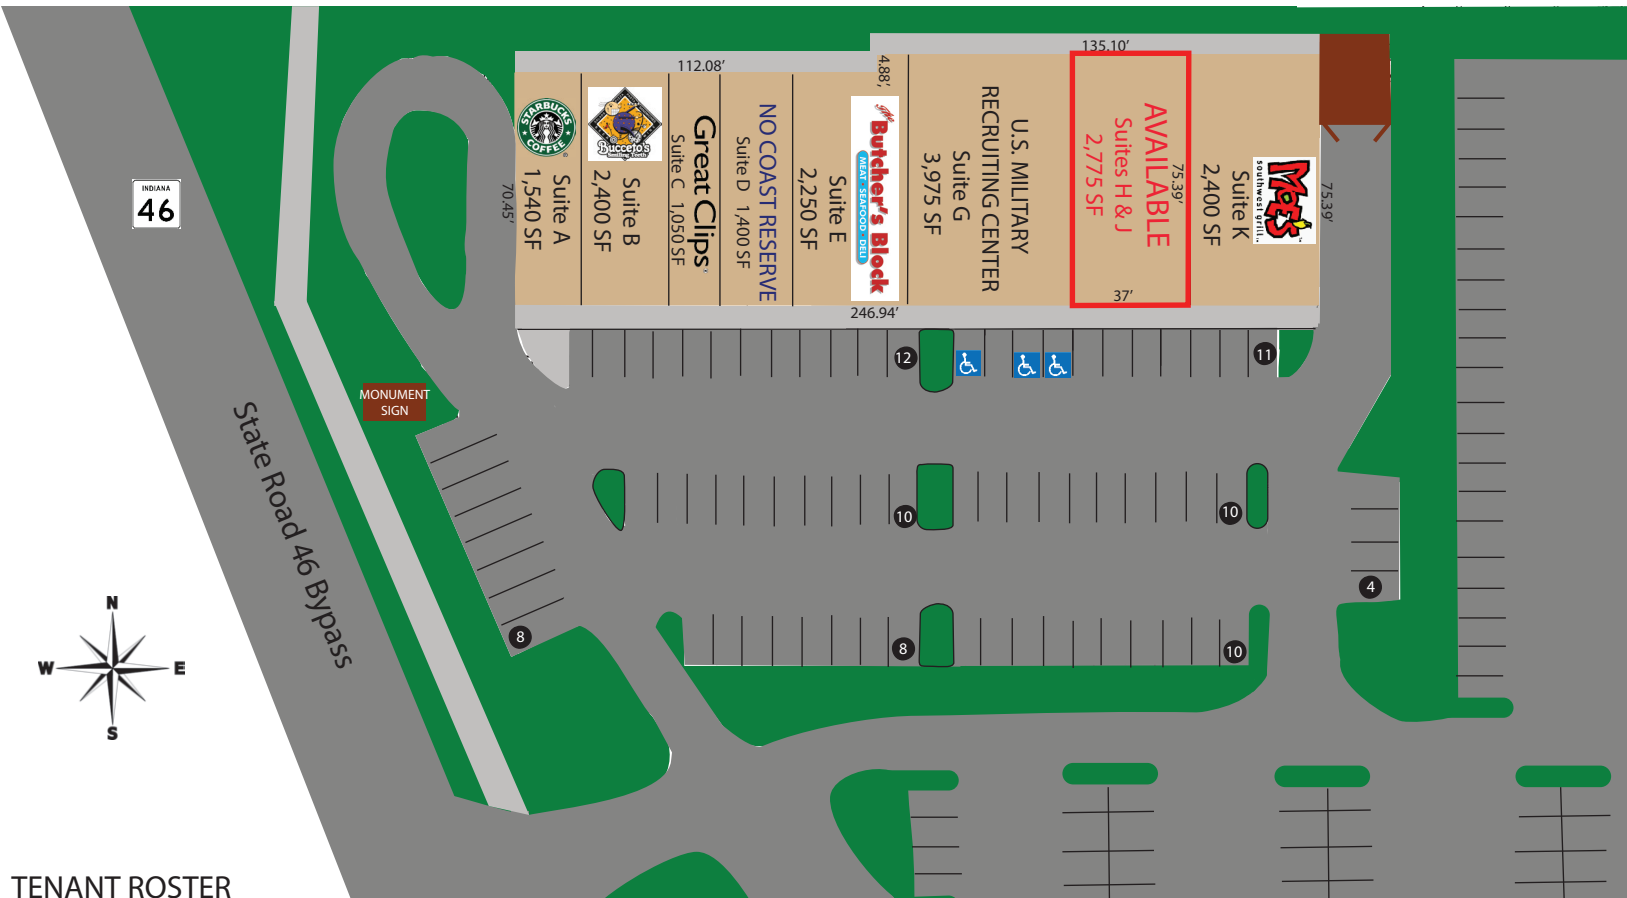 135.10’
112.08’
4.88’
STARBUCKS
COFFEE
Suite A
1,540 SF
70.45’
Bucceto's
Smiling Teeth
Suite B
2,400 SF
Great Clips
Suite C 1,050 SF
NO COAST RESERVE
Suite D 1,400 SF
Suite E
2,250 SF
The
Butcher's Block
MEAT • SEAFOOD • DELI
U.S. MILITARY
RECRUITING CENTER
Suite G
3,975 SF
AVAILABLE
Suites H & J
2,775 SF
75.39’
37’
MOE'S
southwest grill
Suite K
2,400 SF
75.39’
246.94’
INDIANA
46
12
11
MONUMENT
SIGN
State Road 46 Bypass
10
10
4
8
8
10
N
W E
S
TENANT ROSTER